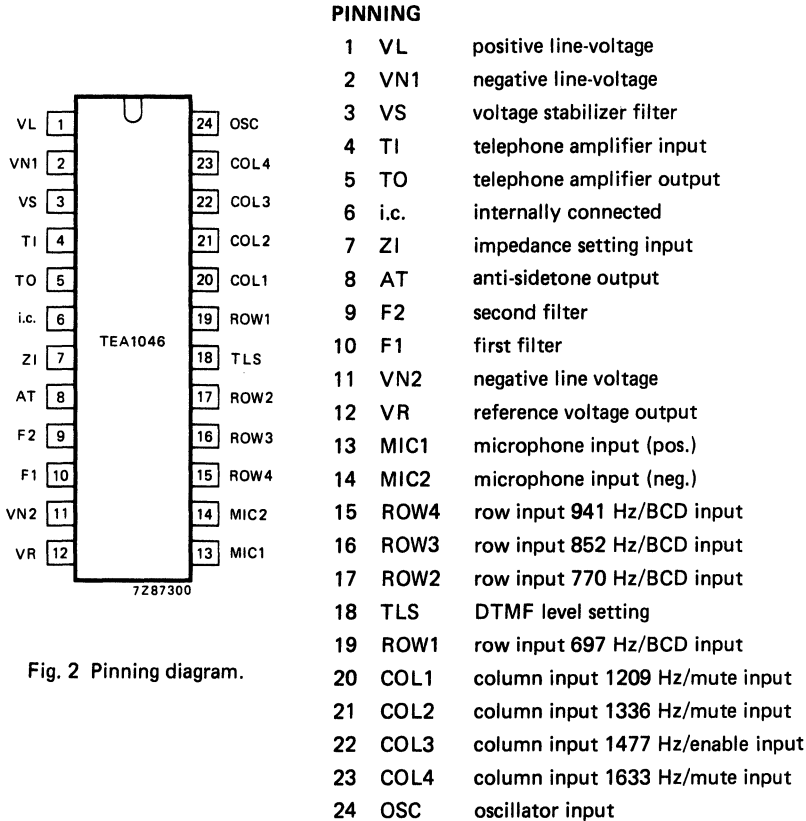 PINNING
1 VL positive line-voltage
2 VN1 negative line-voltage
3 VS voltage stabilizer filter
4 TI telephone amplifier input
5 TO telephone amplifier output
6 i.c. internally connected
7 ZI impedance setting input
8 AT anti-sidetone output
9 F2 second filter
10 F1 first filter
11 VN2 negative line voltage
12 VR reference voltage output
13 MIC1 microphone input (pos.)
14 MIC2 microphone input (neg.)
15 ROW4 row input 941 Hz/BCD input
16 ROW3 row input 852 Hz/BCD input
17 ROW2 row input 770 Hz/BCD input
18 TLS DTMF level setting
19 ROW1 row input 697 Hz/BCD input
20 COL1 column input 1209 Hz/mute input
21 COL2 column input 1336 Hz/mute input
22 COL3 column input 1477 Hz/enable input
23 COL4 column input 1633 Hz/mute input
24 OSC oscillator input
VL 1 24 OSC
VN1 2 23 COL4
VS 3 22 COL3
TI 4 21 COL2
TO 5 20 COL1
i.c. 6 19 ROW1
TEA1046
ZI 7 18 TLS
AT 8 17 ROW2
F2 9 16 ROW3
F1 10 15 ROW4
VN2 11 14 MIC2
VR 12 13 MIC1
7Z87300
Fig. 2 Pinning diagram.